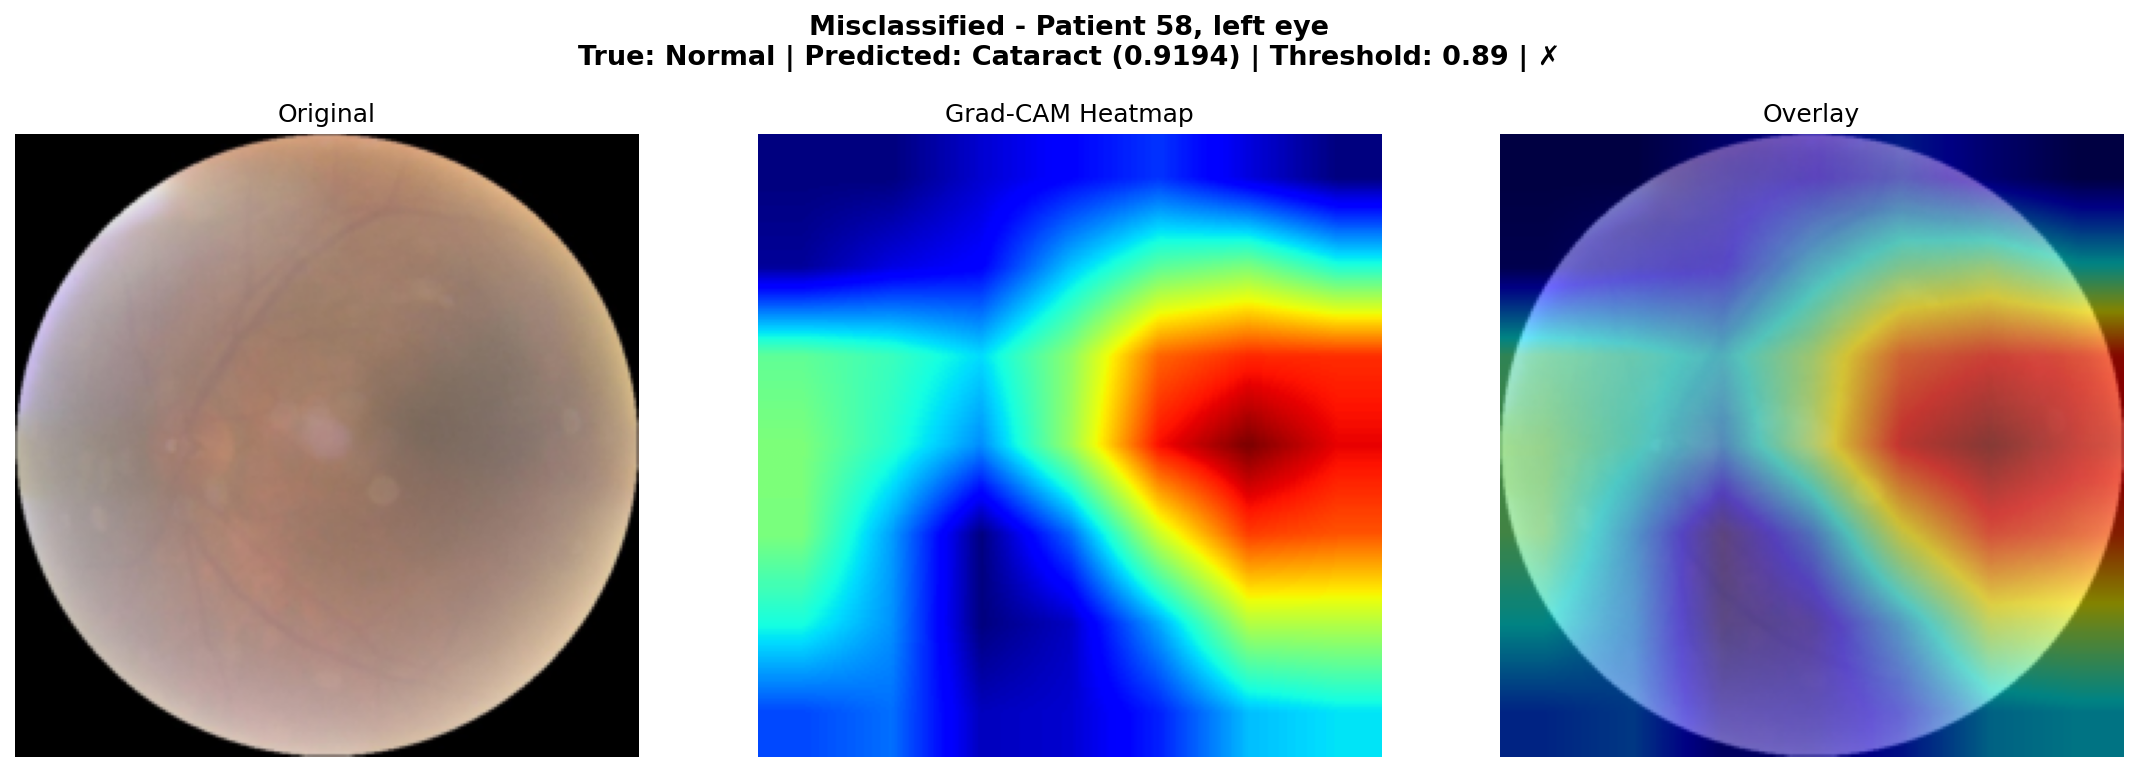 Misclassified - Patient 58, left eye
True: Normal | Predicted: Cataract (0.9194) | Threshold: 0.89 | ✗
Original
Grad-CAM Heatmap
Overlay